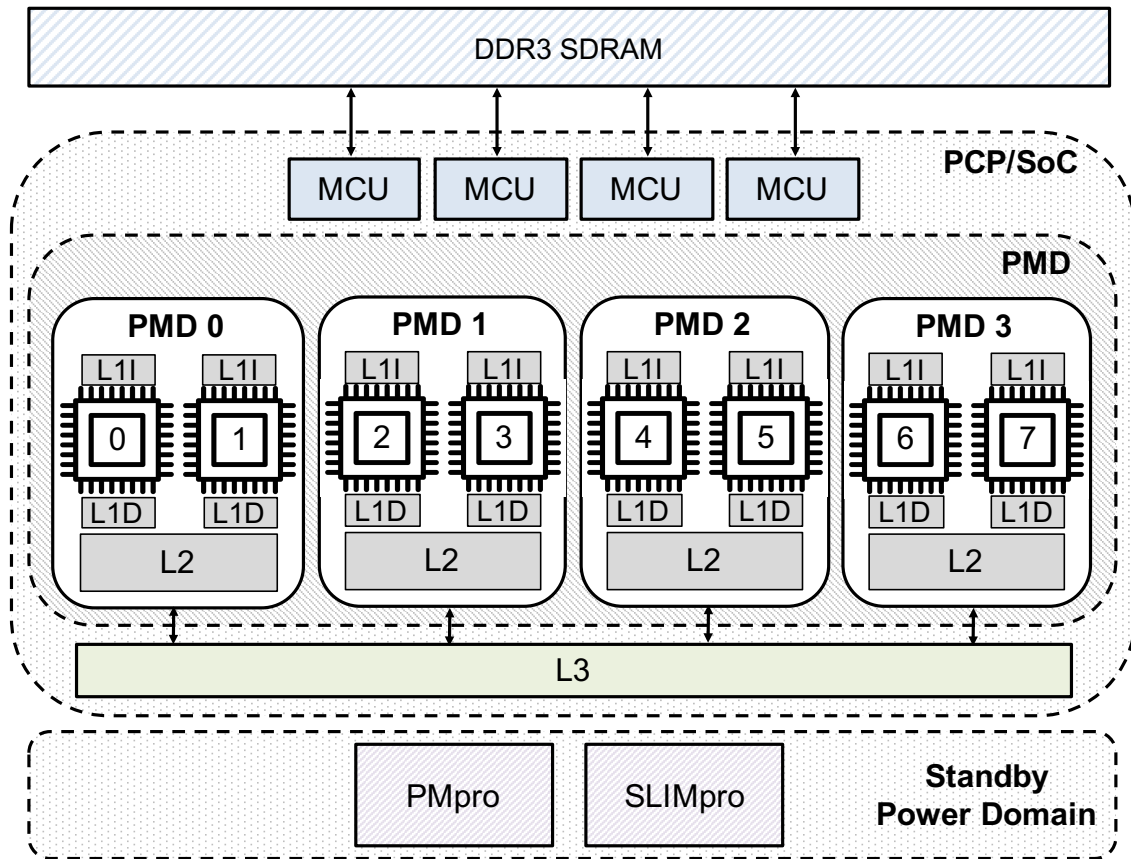 DDR3 SDRAM
PCP/SoC
MCU MCU MCU MCU
PMD
PMD 0 PMD 1 PMD 2 PMD 3
L1I L1I L1I L1I L1I L1I L1I L1I
0 1 2 3 4 5 6 7
L1D L1D L1D L1D L1D L1D L1D L1D
L2 L2 L2 L2
L3
PMpro SLIMpro
Standby
Power Domain